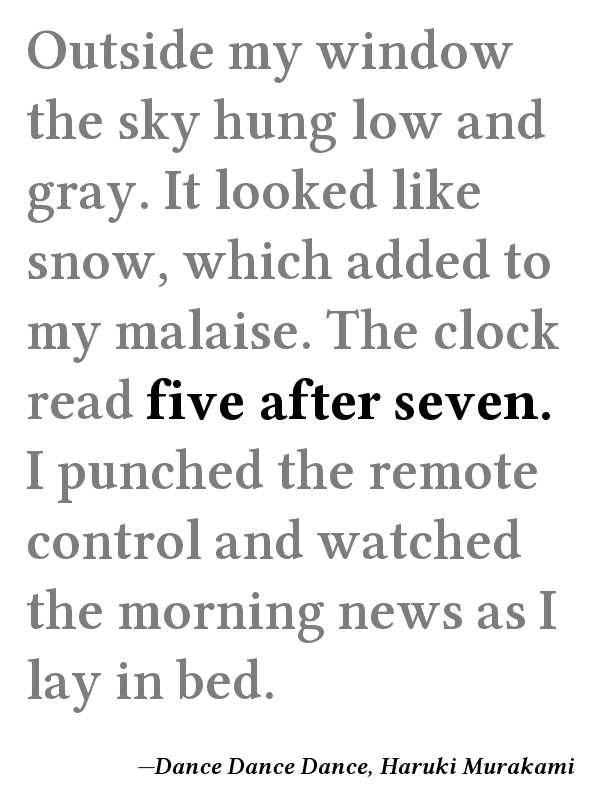 Outside my window
the sky hung low and
gray. It looked like
snow, which added to
my malaise. The clock
read five after seven.
I punched the remote
control and watched
the morning news as I
lay in bed.
—Dance Dance Dance, Haruki Murakami